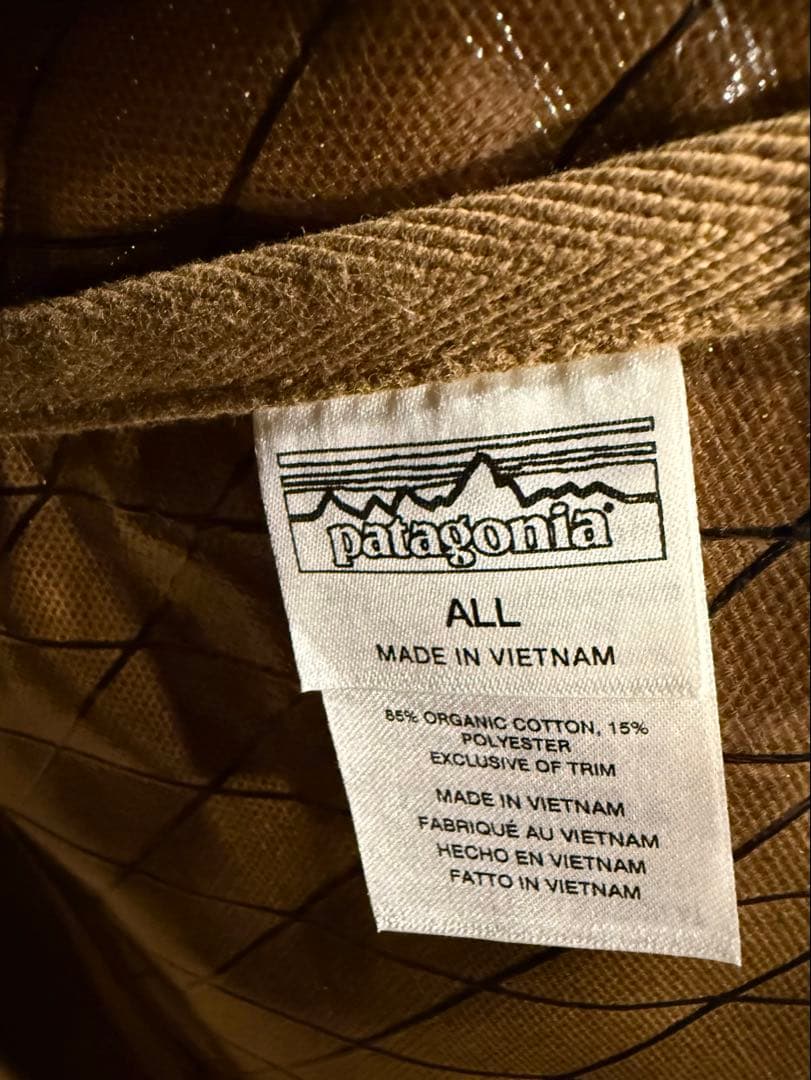 patagonia®
ALL
MADE IN VIETNAM
85% ORGANIC COTTON, 15%
POLYESTER
EXCLUSIVE OF TRIM
MADE IN VIETNAM
FABRIQUÉ AU VIETNAM
HECHO EN VIETNAM
FATTO IN VIETNAM